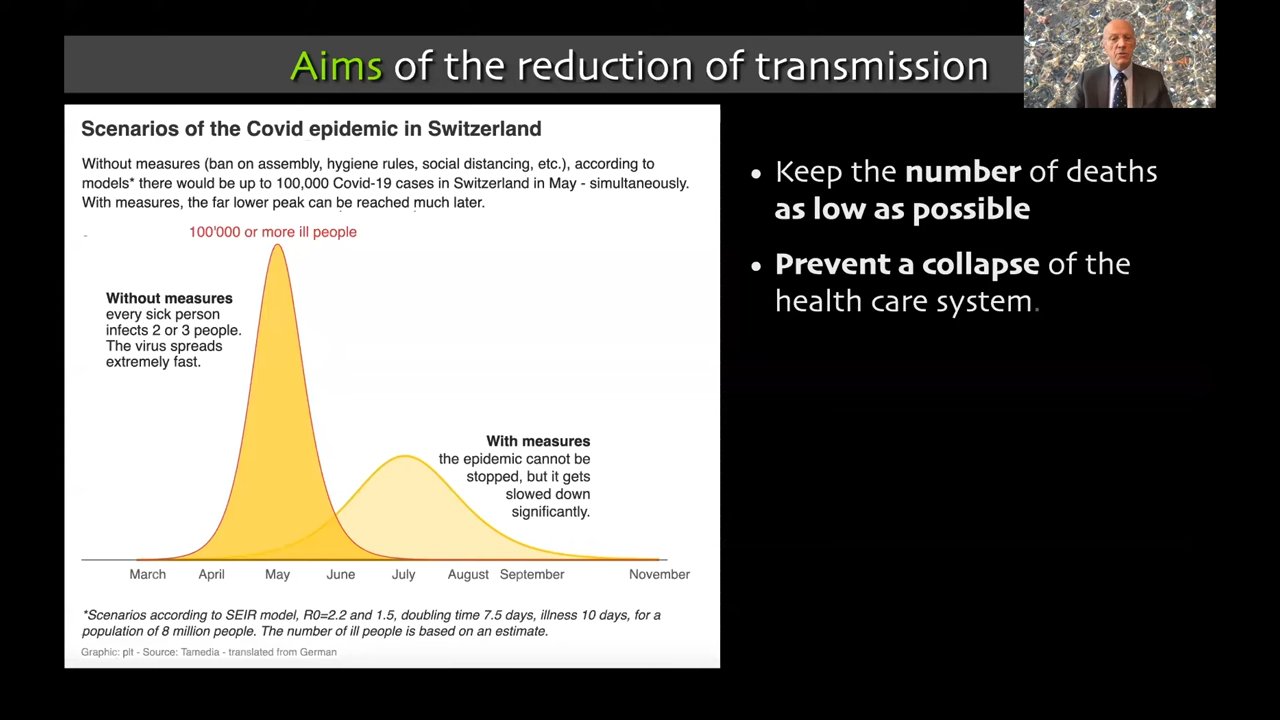 Aims of the reduction of transmission
Scenarios of the Covid epidemic in Switzerland
Without measures (ban on assembly, hygiene rules, social distancing, etc.), according to
models* there would be up to 100,000 Covid-19 cases in Switzerland in May - simultaneously.
With measures, the far lower peak can be reached much later.
100'000 or more ill people
Without measures
every sick person
infects 2 or 3 people.
The virus spreads
extremely fast.
With measures
the epidemic cannot be
stopped, but it gets
slowed down
significantly.
March April May June July August September November
*Scenarios according to SEIR model, R0=2.2 and 1.5, doubling time 7.5 days, illness 10 days, for a
population of 8 million people. The number of ill people is based on an estimate.
Graphic: plt - Source: Tamedia - translated from German
• Keep the number of deaths
as low as possible
• Prevent a collapse of the
health care system.